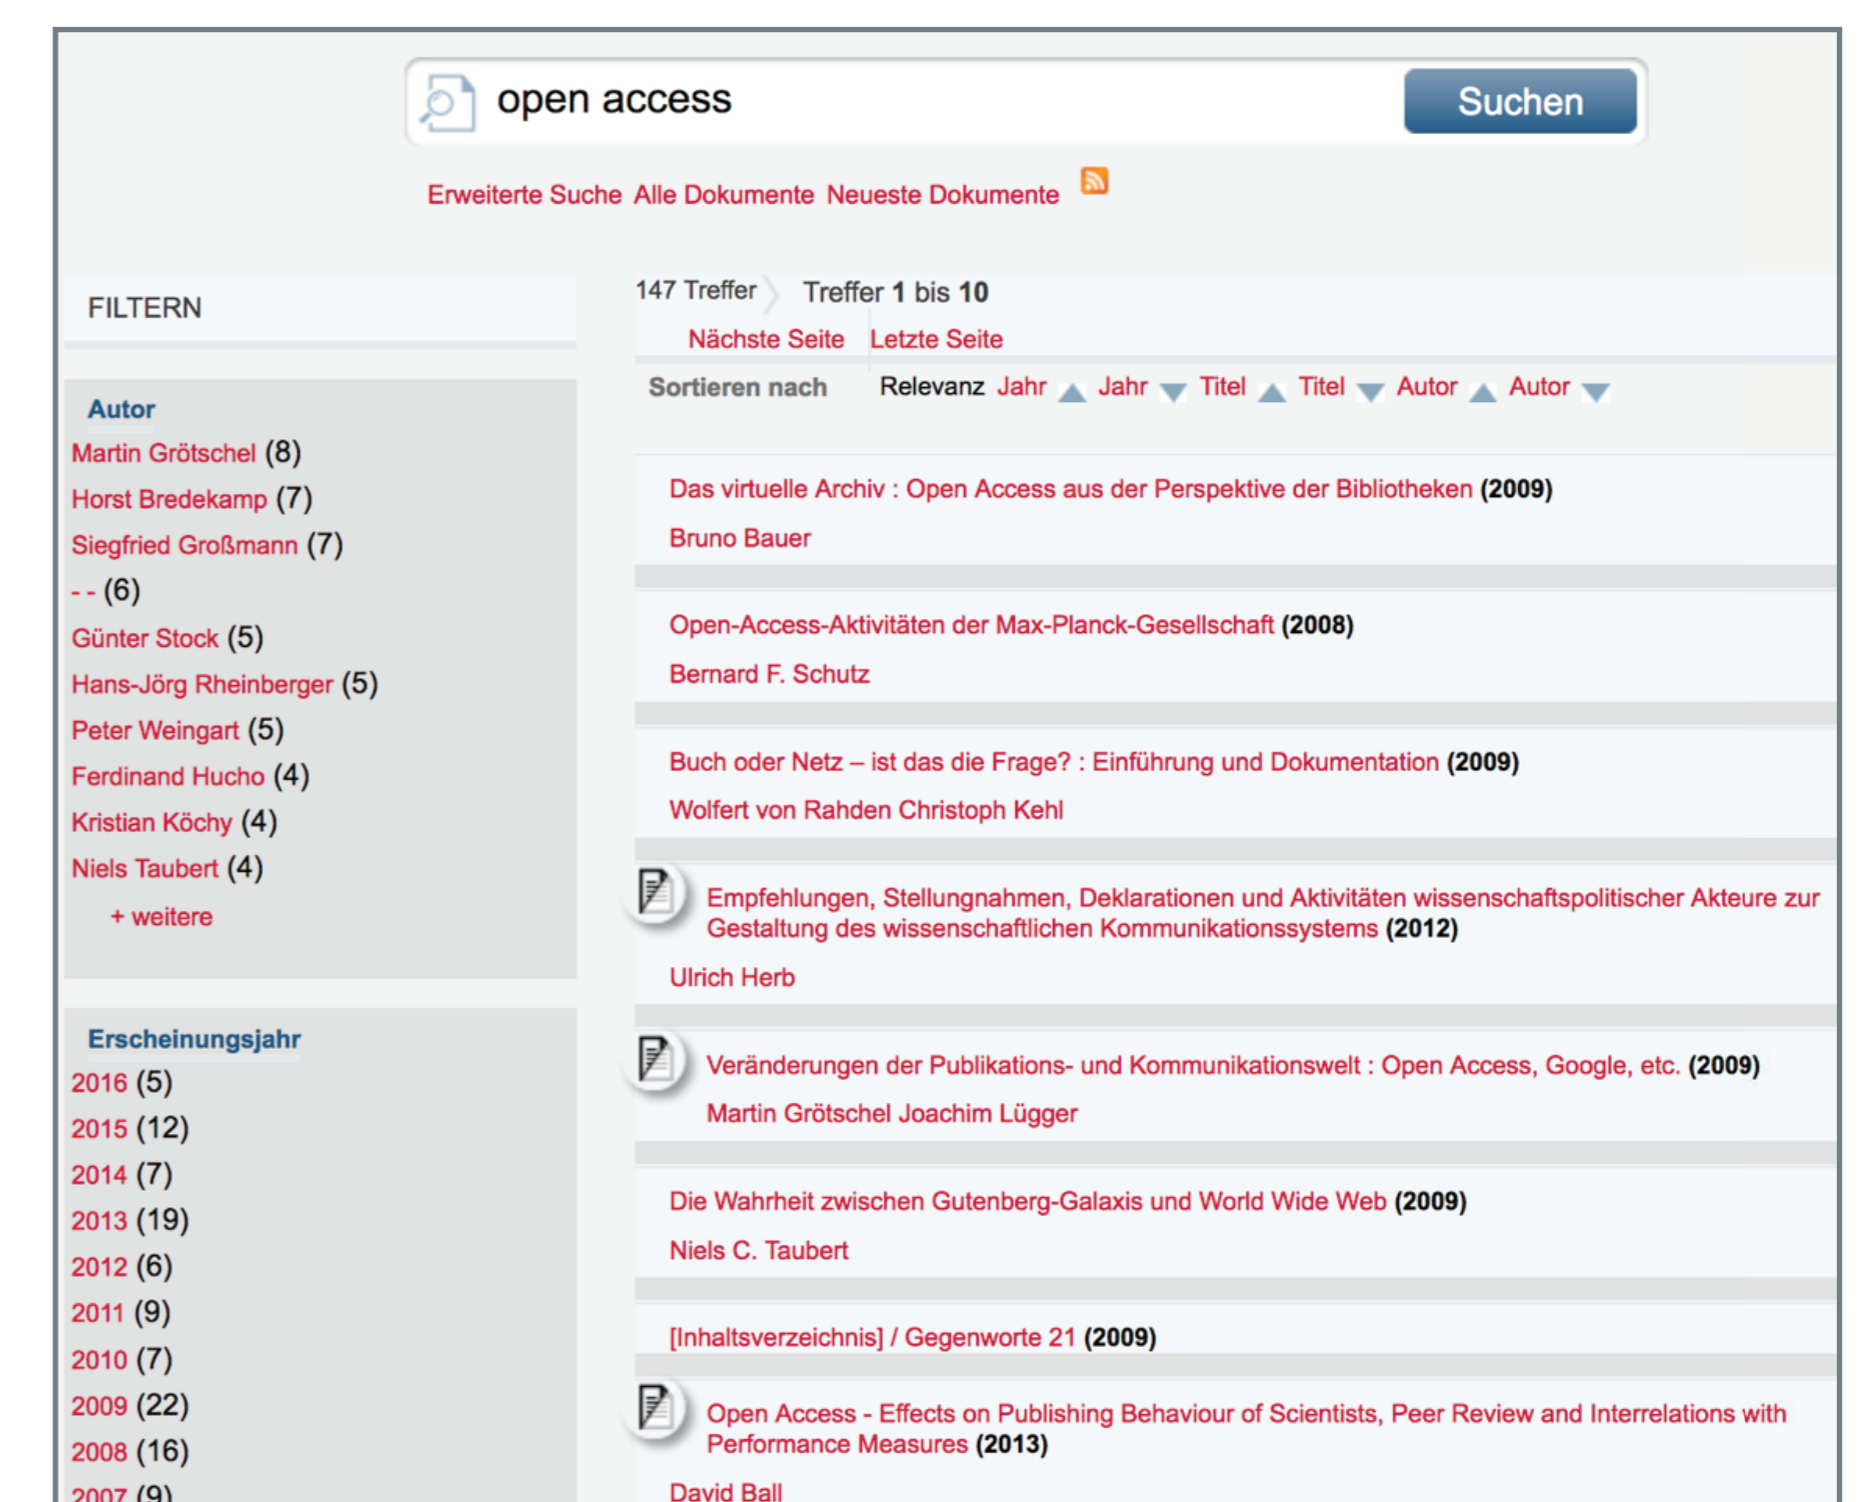 open access
Suchen
Erweiterte Suche Alle Dokumente Neueste Dokumente
FILTERN
Autor
Martin Grötschel (8)
Horst Bredekamp (7)
Siegfried Großmann (7)
- - (6)
Günter Stock (5)
Hans-Jörg Rheinberger (5)
Peter Weingart (5)
Ferdinand Hucho (4)
Kristian Köchy (4)
Niels Taubert (4)
+ weitere
Erscheinungsjahr
2016 (5)
2015 (12)
2014 (7)
2013 (19)
2012 (6)
2011 (9)
2010 (7)
2009 (22)
2008 (16)
2007 (9)
147 Treffer Treffer 1 bis 10
Nächste Seite Letzte Seite
Sortieren nach Relevanz Jahr Jahr Titel Titel Autor Autor
Das virtuelle Archiv : Open Access aus der Perspektive der Bibliotheken (2009)
Bruno Bauer
Open-Access-Aktivitäten der Max-Planck-Gesellschaft (2008)
Bernard F. Schutz
Buch oder Netz – ist das die Frage? : Einführung und Dokumentation (2009)
Wolfert von Rahden Christoph Kehl
Empfehlungen, Stellungnahmen, Deklarationen und Aktivitäten wissenschaftspolitischer Akteure zur
Gestaltung des wissenschaftlichen Kommunikationssystems (2012)
Ulrich Herb
Veränderungen der Publikations- und Kommunikationswelt : Open Access, Google, etc. (2009)
Martin Grötschel Joachim Lügger
Die Wahrheit zwischen Gutenberg-Galaxis und World Wide Web (2009)
Niels C. Taubert
[Inhaltsverzeichnis] / Gegenworte 21 (2009)
Open Access - Effects on Publishing Behaviour of Scientists, Peer Review and Interrelations with
Performance Measures (2013)
David Ball